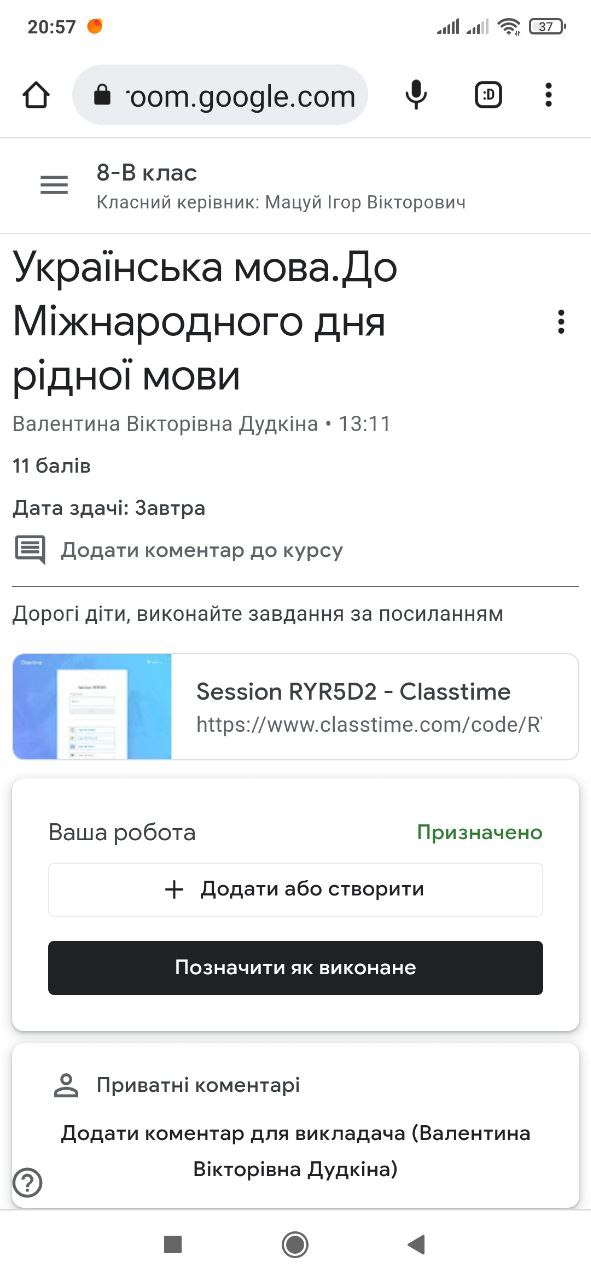 20:57
37
room.google.com
:D
8-В клас
Класний керівник: Мацуй Ігор Вікторович
Українська мова.До
Міжнародного дня
рідної мови
Валентина Вікторівна Дудкіна • 13:11
11 балів
Дата здачі: Завтра
Додати коментар до курсу
Дорогі діти, виконайте завдання за посиланням
Session RYR5D2 - Classtime
https://www.classtime.com/code/R
Ваша робота
Призначено
+ Додати або створити
Позначити як виконане
Приватні коментарі
Додати коментар для викладача (Валентина
Вікторівна Дудкіна)
?